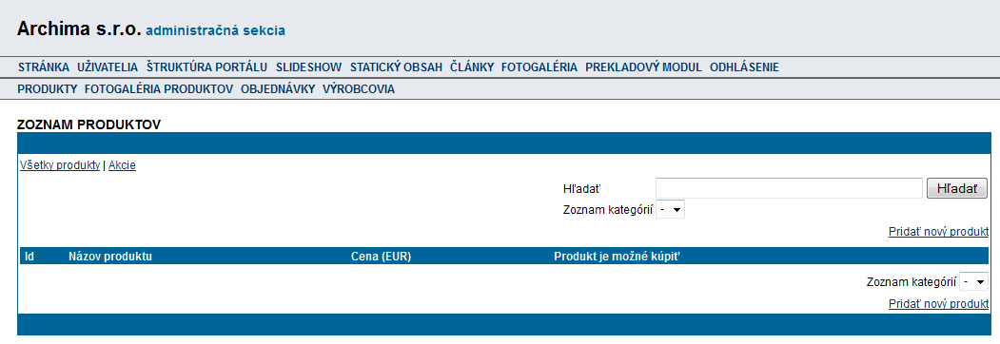 Archima s.r.o. administračná sekcia
STRÁNKA UŽIVATELIA ŠTRUKTÚRA PORTÁLU SLIDESHOW STATICKÝ OBSAH ČLÁNKY FOTOGALÉRIA PREKLADOVÝ MODUL ODHLÁSENIE
PRODUKTY FOTOGALÉRIA PRODUKTOV OBJEDNÁVKY VÝROBCOVIA
ZOZNAM PRODUKTOV
Všetky produkty | Akcie
Hľadať Hľadať
Zoznam kategórií -
Pridať nový produkt
Id Názov produktu Cena (EUR) Produkt je možné kúpiť
Zoznam kategórií -
Pridať nový produkt